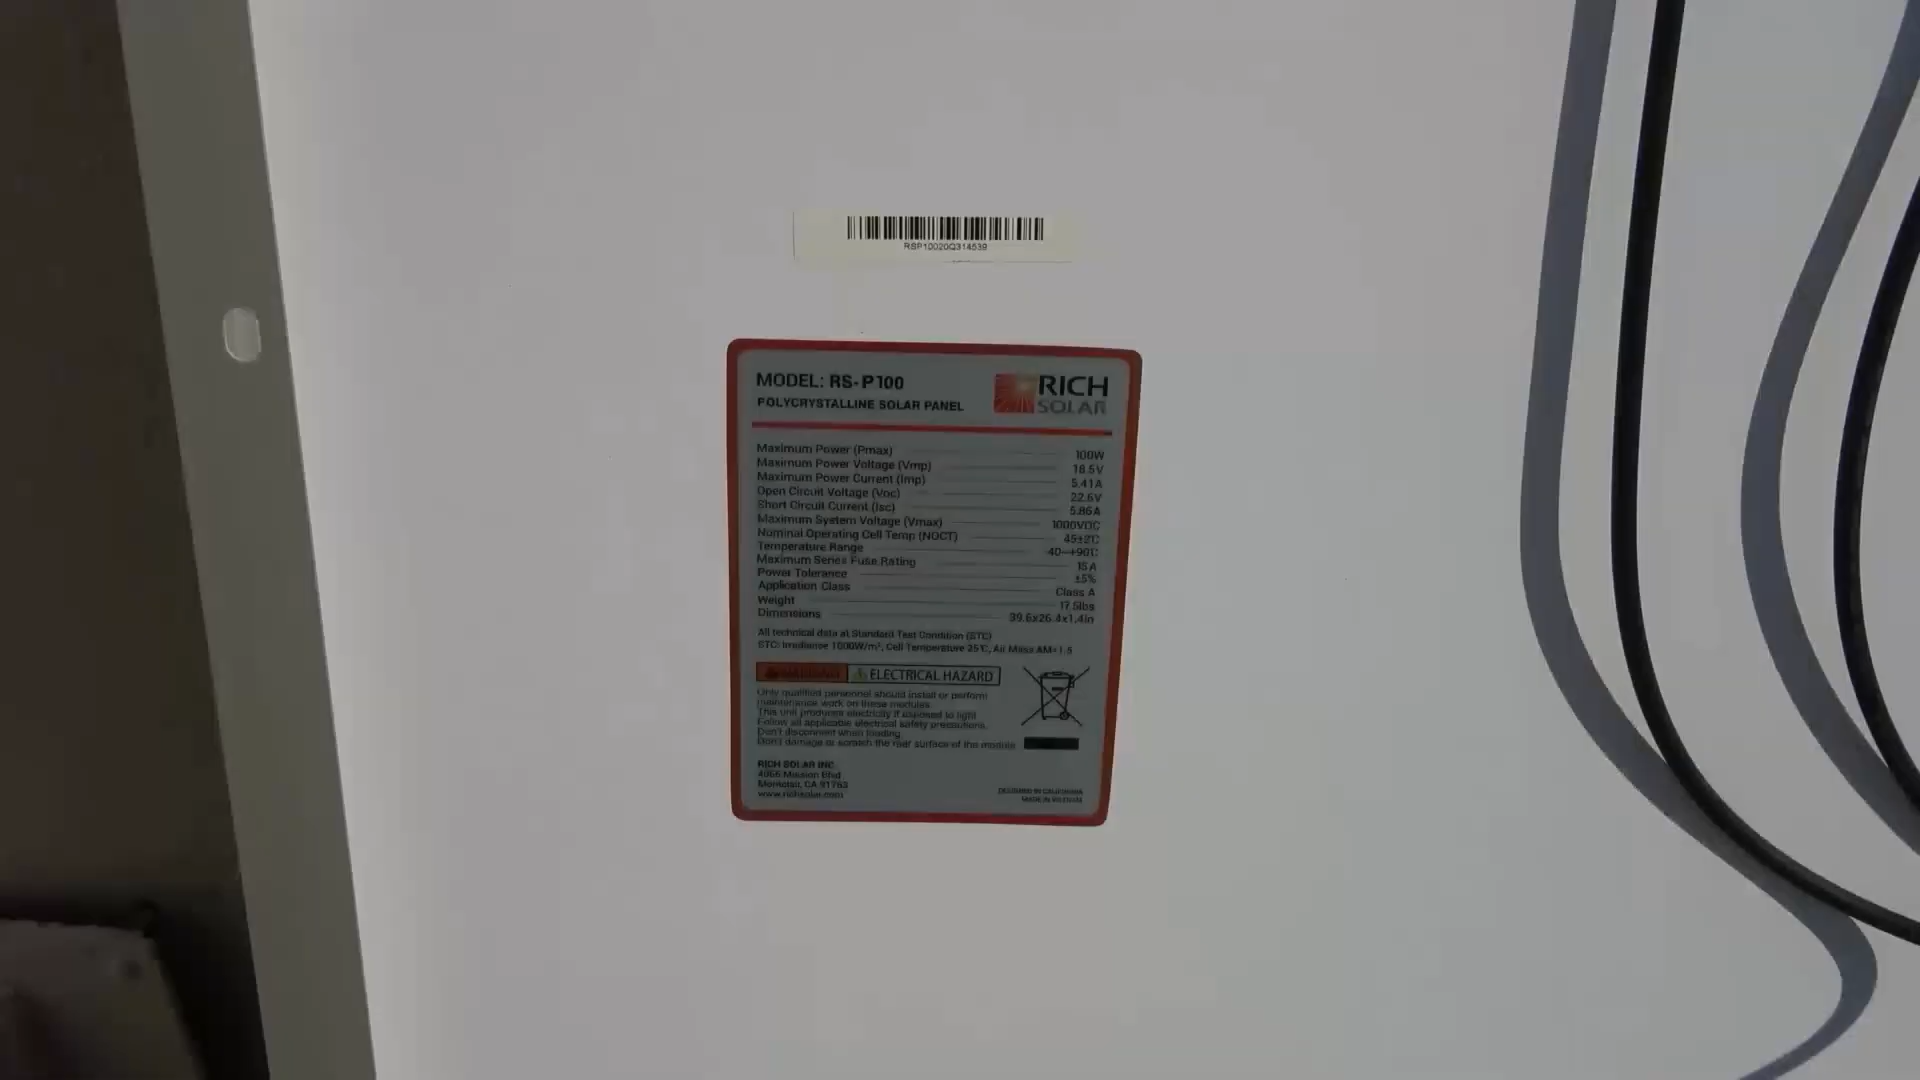 RSP10020Q314539
MODEL: RS-P100
POLYCRYSTALLINE SOLAR PANEL
RICH
SOLAR
Maximum Power (Pmax) 100W
Maximum Power Voltage (Vmp) 18.5V
Maximum Power Current (Imp) 5.41A
Open Circuit Voltage (Voc) 22.6V
Short Circuit Current (Isc) 5.86A
Maximum System Voltage (Vmax) 1000VDC
Nominal Operating Cell Temp (NOCT) 45±2℃
Temperature Range -40~+90℃
Maximum Series Fuse Rating 15A
Power Tolerance ±5%
Application Class Class A
Weight 17.5lbs
Dimensions 39.6x26.4x1.4in
All technical data at Standard Test Condition (STC)
STC: Irradiance 1000W/m², Cell Temperature 25℃, Air Mass AM=1.5
WARNING ELECTRICAL HAZARD
Only qualified personnel should install or perform
maintenance work on these modules
This unit produces electricity if exposed to light
Follow all applicable electrical safety precautions.
Don't disconnect when loading
Don't damage or scratch the rear surface of the module
RICH SOLAR INC
Mission Blvd
CA 91763
www.richsolar.com
DESIGNED IN CALIFORNIA
MADE IN VIETNAM